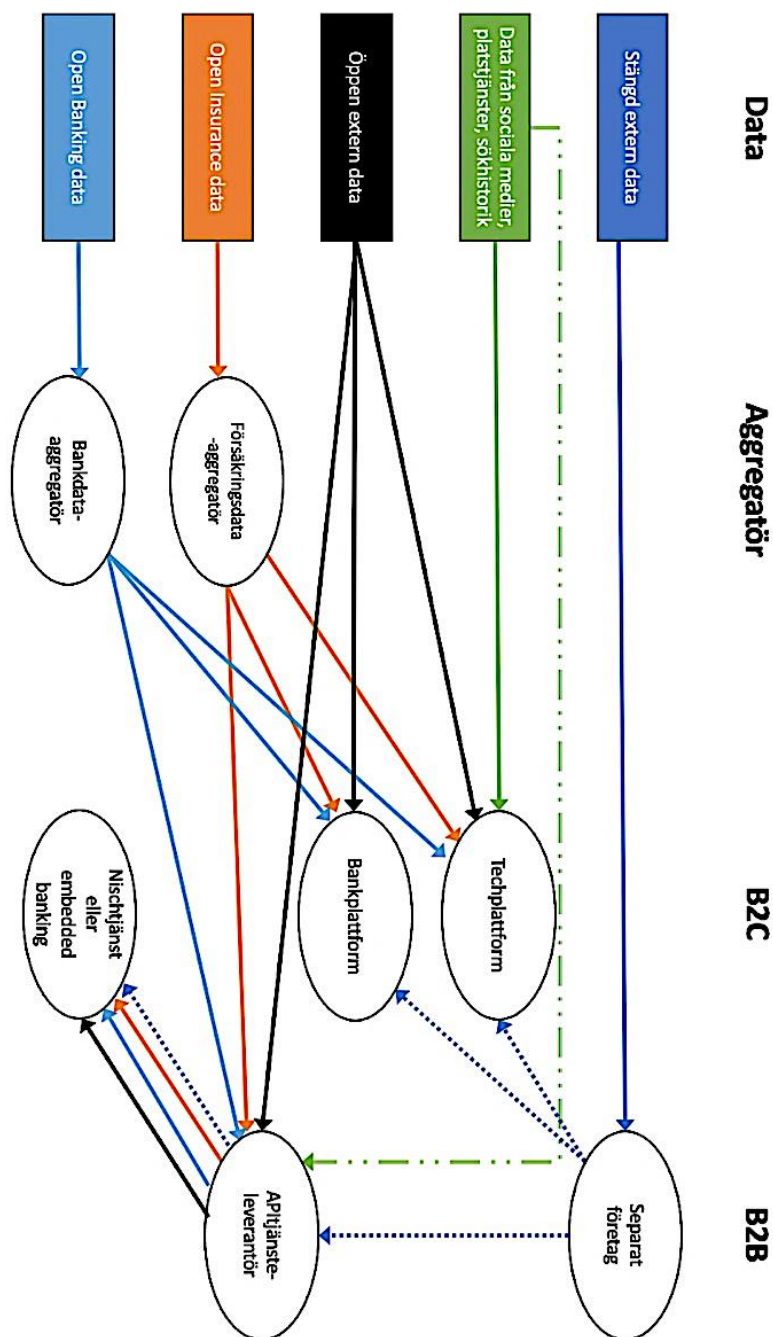 Data
Aggregatör
B2C
B2B
Stängd extern data
Data från sociala medier,
platstjänster, sökhistorik
Öppen extern data
Open Insurance data
Open Banking data
Försäkringsdata
-aggregatör
Bankdata-
aggregatör
Techplattform
Bankplattform
Nischtjänst
eller
embedded
banking
Separat
företag
APItjänste-
leverantör